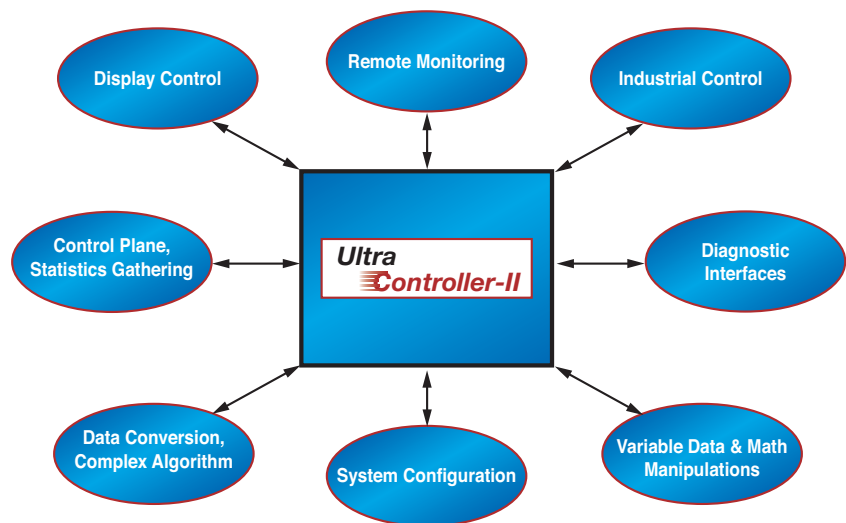 Display Control
Remote Monitoring
Industrial Control
Control Plane,
Statistics Gathering
Ultra
Controller-II
Diagnostic
Interfaces
Data Conversion,
Complex Algorithm
System Configuration
Variable Data & Math
Manipulations